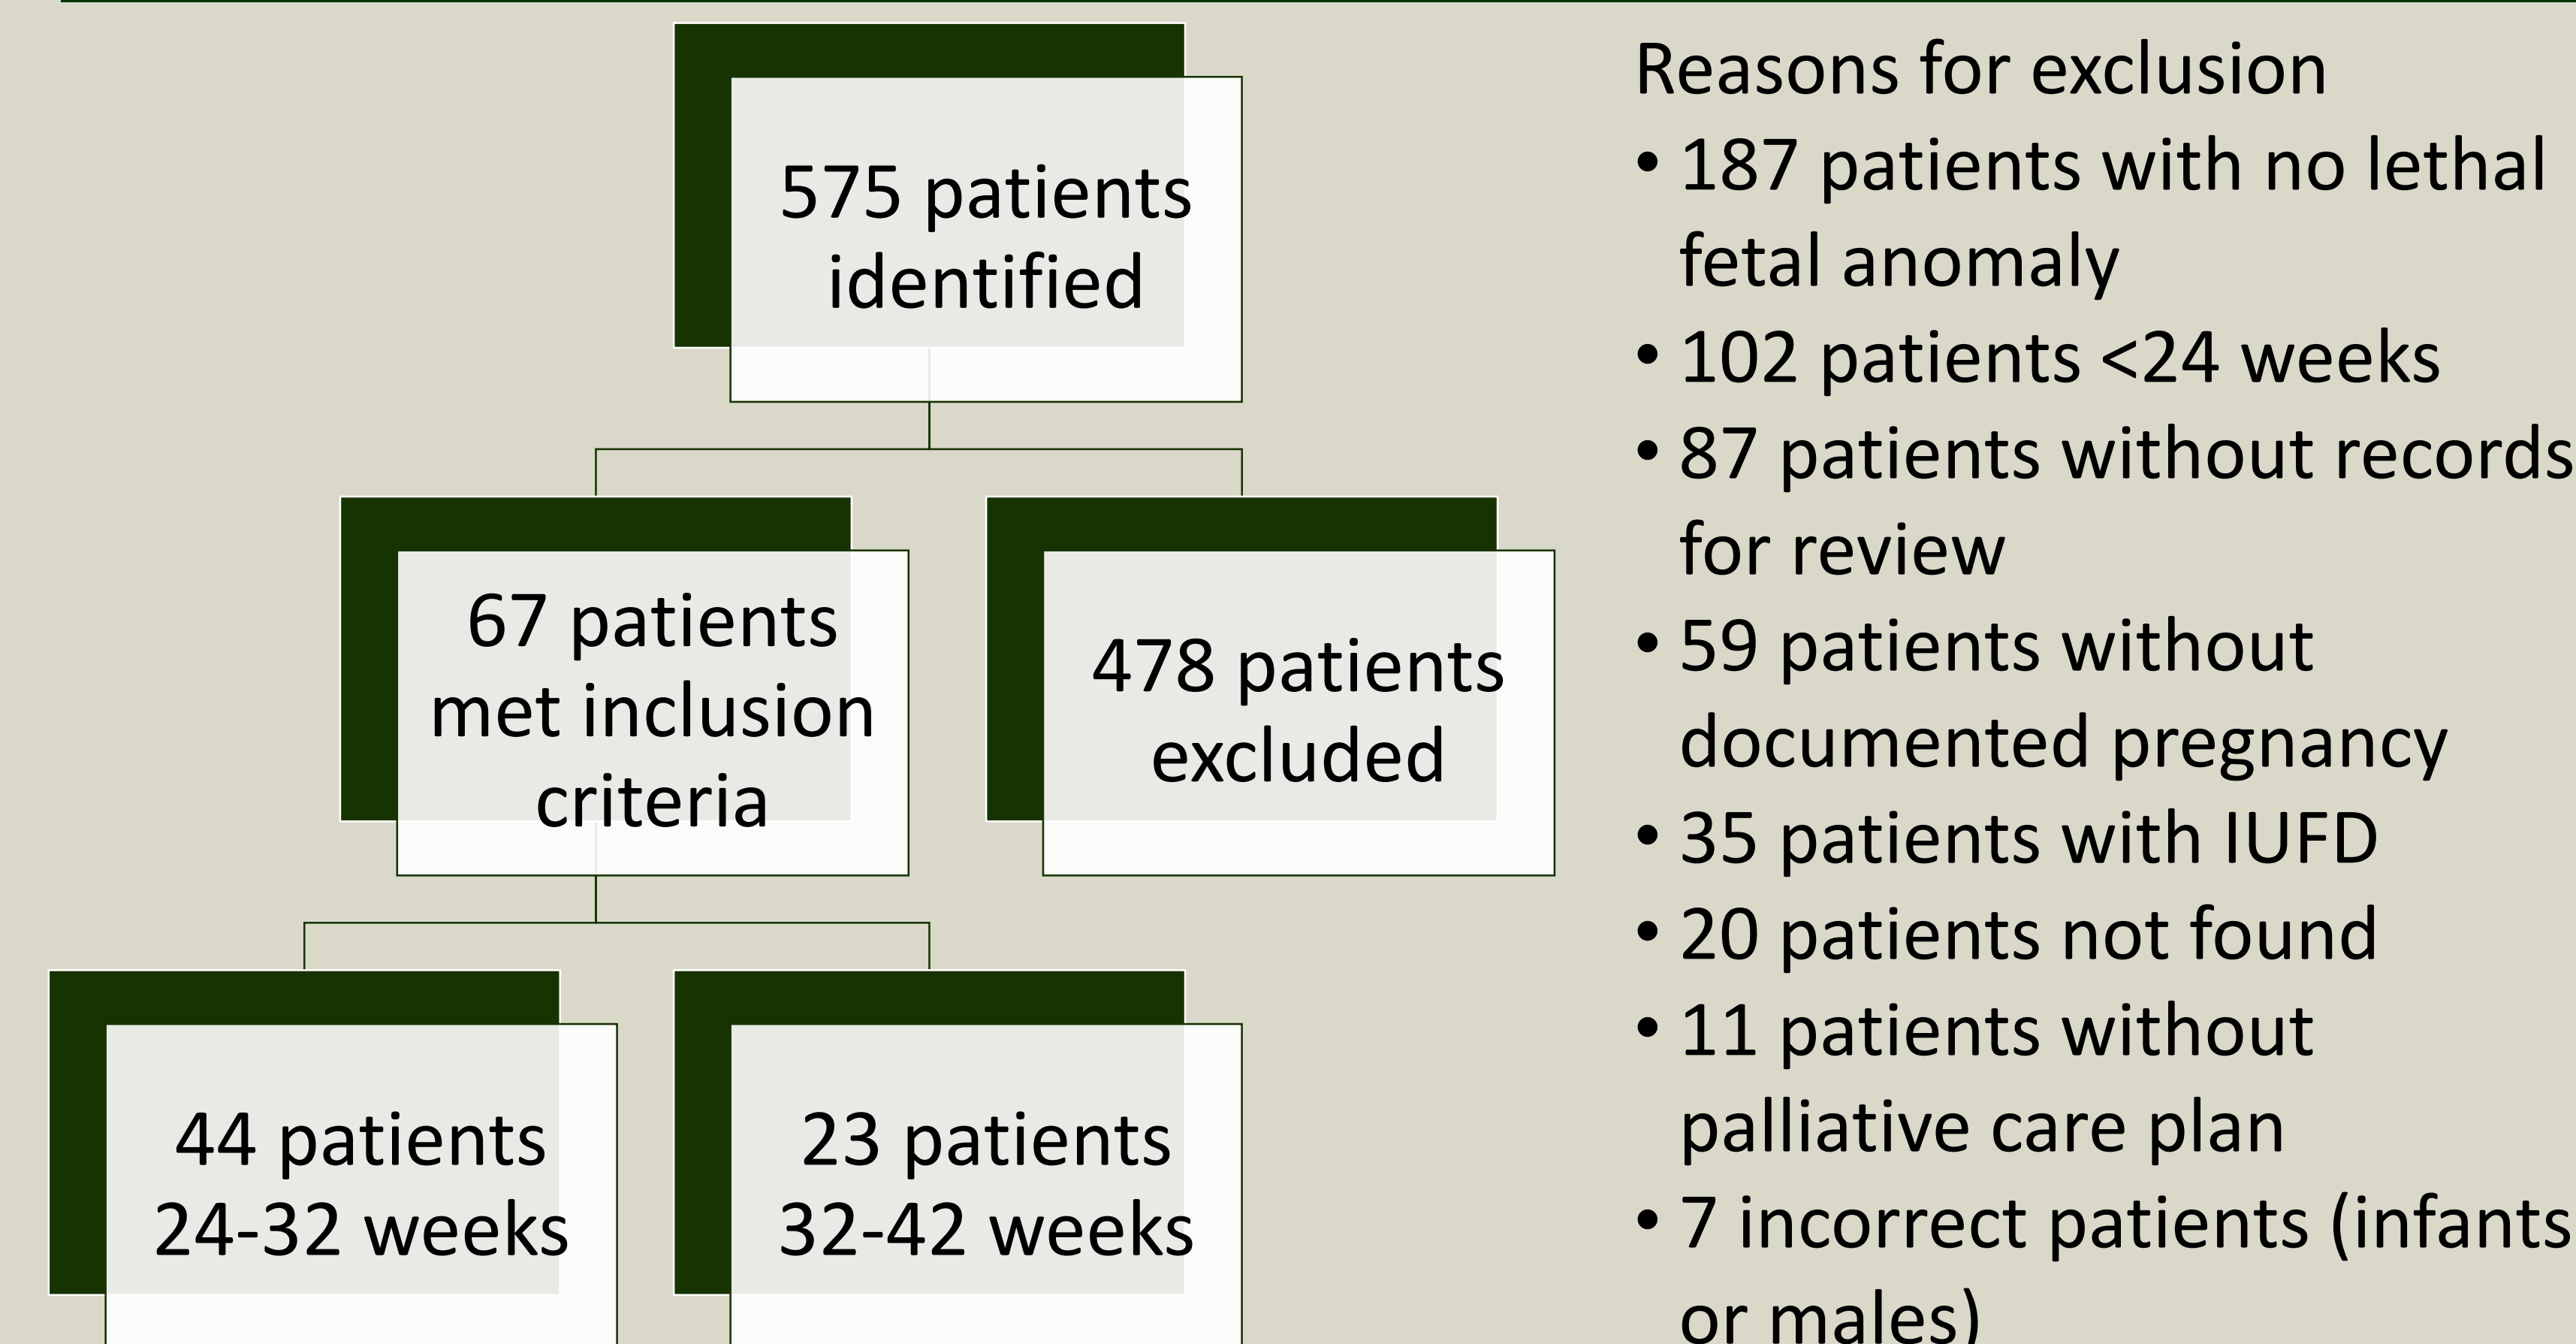 575 patients
identified
67 patients
met inclusion
criteria
478 patients
excluded
44 patients
24-32 weeks
23 patients
32-42 weeks
Reasons for exclusion
• 187 patients with no lethal
fetal anomaly
• 102 patients <24 weeks
• 87 patients without records
for review
• 59 patients without
documented pregnancy
• 35 patients with IUFD
• 20 patients not found
• 11 patients without
palliative care plan
• 7 incorrect patients (infants
or males)